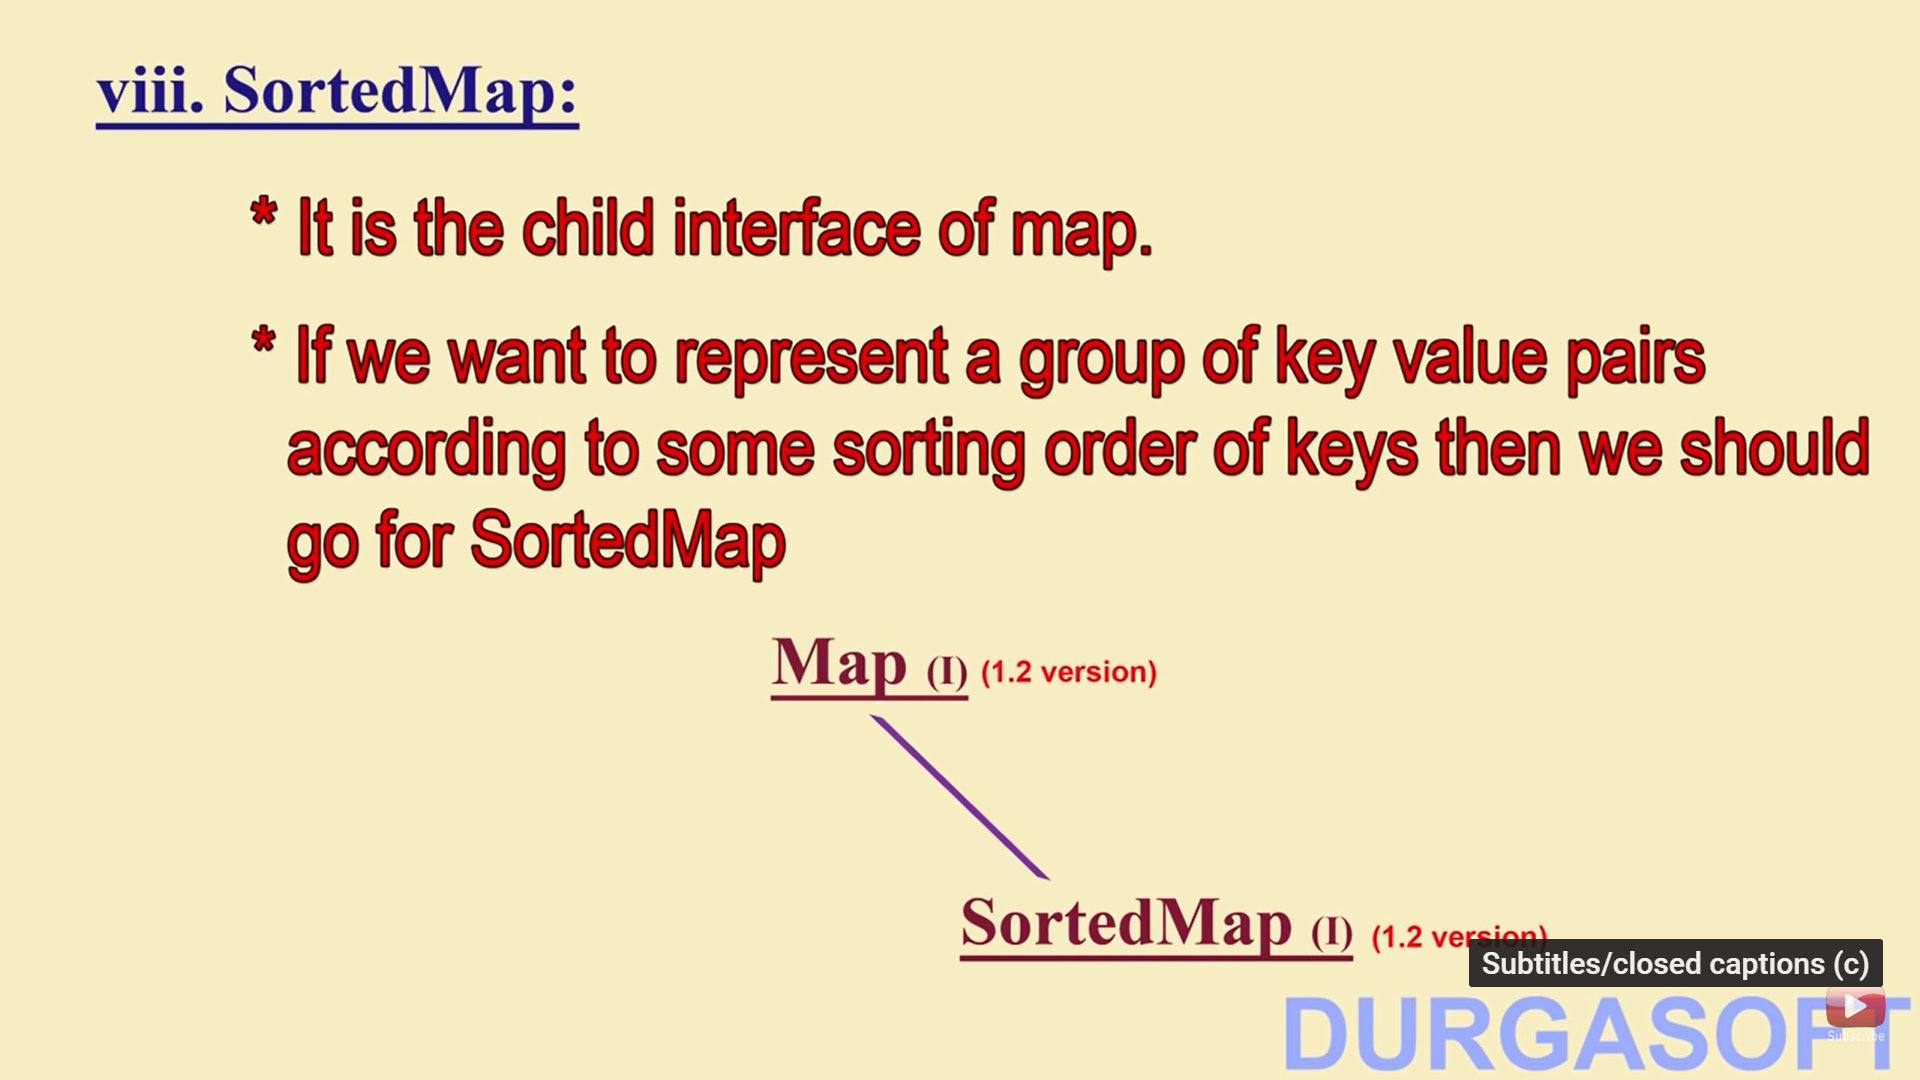 viii. SortedMap:
* It is the child interface of map.
* If we want to represent a group of key value pairs
according to some sorting order of keys then we should
go for SortedMap
Map (I) (1.2 version)
SortedMap (I) (1.2 version)
Subtitles/closed captions (c)
DURGASOFT
Subscribe